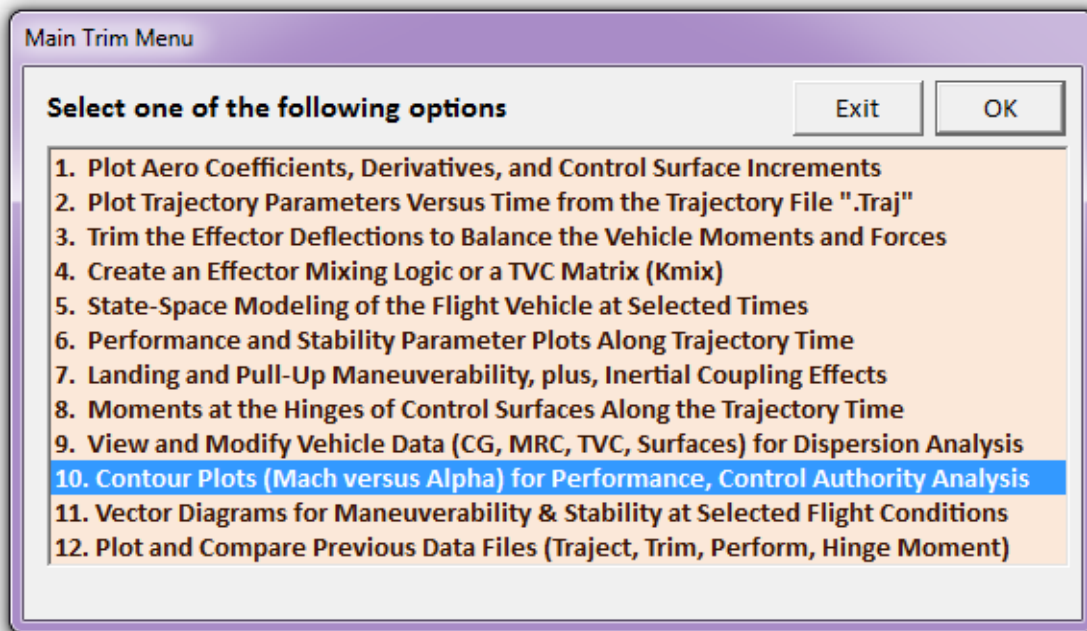 Main Trim Menu
Select one of the following options
Exit
OK
1. Plot Aero Coefficients, Derivatives, and Control Surface Increments
2. Plot Trajectory Parameters Versus Time from the Trajectory File ".Traj"
3. Trim the Effector Deflections to Balance the Vehicle Moments and Forces
4. Create an Effector Mixing Logic or a TVC Matrix (Kmix)
5. State-Space Modeling of the Flight Vehicle at Selected Times
6. Performance and Stability Parameter Plots Along Trajectory Time
7. Landing and Pull-Up Maneuverability, plus, Inertial Coupling Effects
8. Moments at the Hinges of Control Surfaces Along the Trajectory Time
9. View and Modify Vehicle Data (CG, MRC, TVC, Surfaces) for Dispersion Analysis
10. Contour Plots (Mach versus Alpha) for Performance, Control Authority Analysis
11. Vector Diagrams for Maneuverability & Stability at Selected Flight Conditions
12. Plot and Compare Previous Data Files (Traject, Trim, Perform, Hinge Moment)